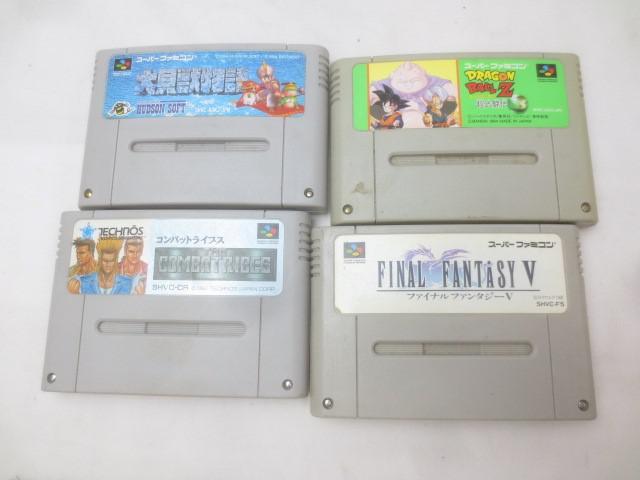 スーパーファミコン
大貝獣物語
HUDSON SOFT
スーパーファミコン
DRAGON BALL Z
超武闘伝3
TECHNŌS
コンバットライブス
THE COMBATRIBES
SHVC-CR
FINAL FANTASY V
ファイナルファンタジーV
スーパーファミコン
SHVC-F5